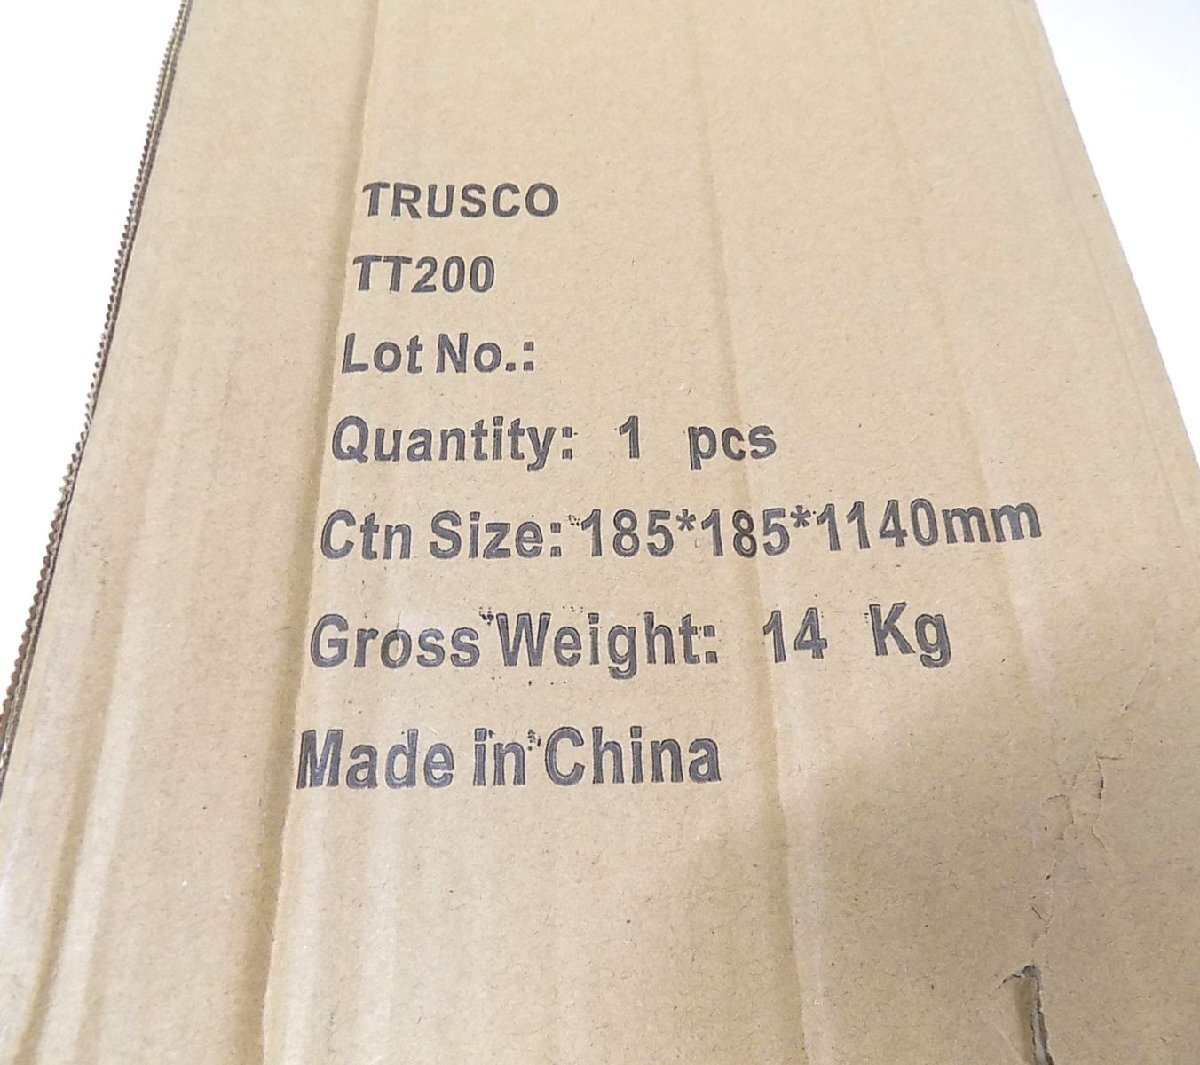 TRUSCO
TT200
Lot No.:
Quantity: 1 pcs
Ctn Size: 185*185*1140mm
Gross Weight: 14 Kg
Made in China